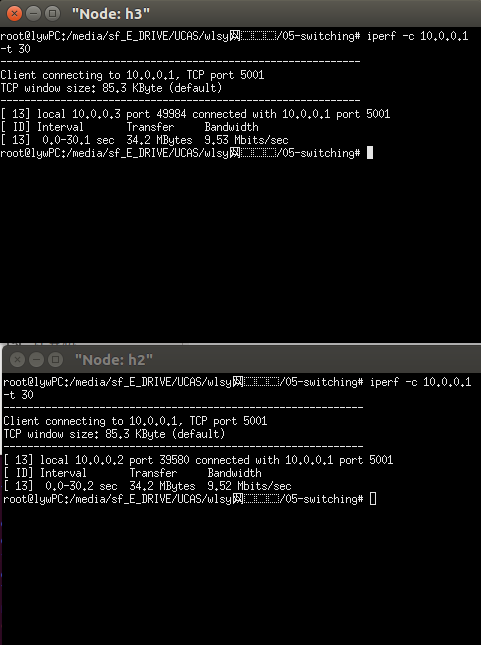 "Node: h3"
root@lywPC:/media/sf_E_DRIVE/UCAS/wlsy网/05-switching# iperf -c 10.0.0.1
-t 30
------------------------------------------------------------
Client connecting to 10.0.0.1, TCP port 5001
TCP window size: 85.3 KByte (default)
------------------------------------------------------------
[ 13] local 10.0.0.3 port 49984 connected with 10.0.0.1 port 5001
[ ID] Interval       Transfer     Bandwidth
[ 13]  0.0-30.1 sec  34.2 MBytes  9.53 Mbits/sec
root@lywPC:/media/sf_E_DRIVE/UCAS/wlsy网/05-switching#
"Node: h2"
root@lywPC:/media/sf_E_DRIVE/UCAS/wlsy网/05-switching# iperf -c 10.0.0.1
-t 30
------------------------------------------------------------
Client connecting to 10.0.0.1, TCP port 5001
TCP window size: 85.3 KByte (default)
------------------------------------------------------------
[ 13] local 10.0.0.2 port 39580 connected with 10.0.0.1 port 5001
[ ID] Interval       Transfer     Bandwidth
[ 13]  0.0-30.2 sec  34.2 MBytes  9.52 Mbits/sec
root@lywPC:/media/sf_E_DRIVE/UCAS/wlsy网/05-switching#